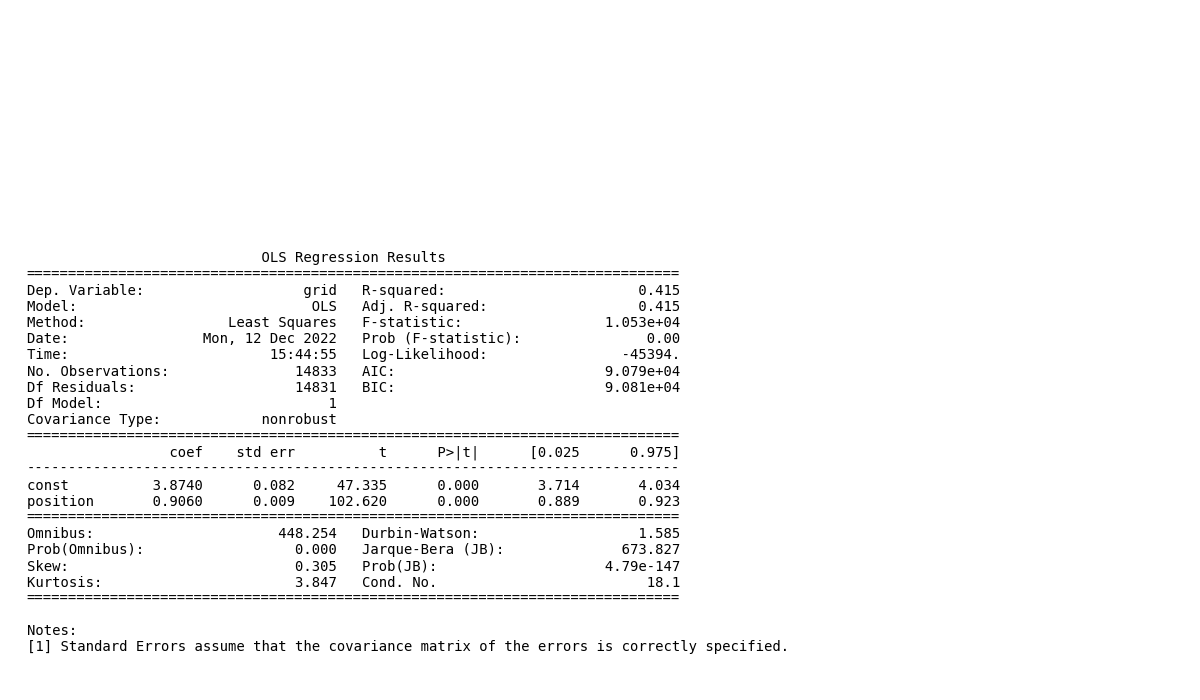 OLS Regression Results
==============================================================================
Dep. Variable:                   grid   R-squared:                       0.415
Model:                            OLS   Adj. R-squared:                  0.415
Method:                 Least Squares   F-statistic:                 1.053e+04
Date:                Mon, 12 Dec 2022   Prob (F-statistic):               0.00
Time:                        15:44:55   Log-Likelihood:                -45394.
No. Observations:               14833   AIC:                         9.079e+04
Df Residuals:                   14831   BIC:                         9.081e+04
Df Model:                           1
Covariance Type:            nonrobust
==============================================================================
                 coef    std err          t      P>|t|      [0.025      0.975]
------------------------------------------------------------------------------
const          3.8740      0.082     47.335      0.000       3.714       4.034
position       0.9060      0.009    102.620      0.000       0.889       0.923
==============================================================================
Omnibus:                      448.254   Durbin-Watson:                   1.585
Prob(Omnibus):                  0.000   Jarque-Bera (JB):              673.827
Skew:                           0.305   Prob(JB):                    4.79e-147
Kurtosis:                       3.847   Cond. No.                         18.1
==============================================================================

Notes:
[1] Standard Errors assume that the covariance matrix of the errors is correctly specified.